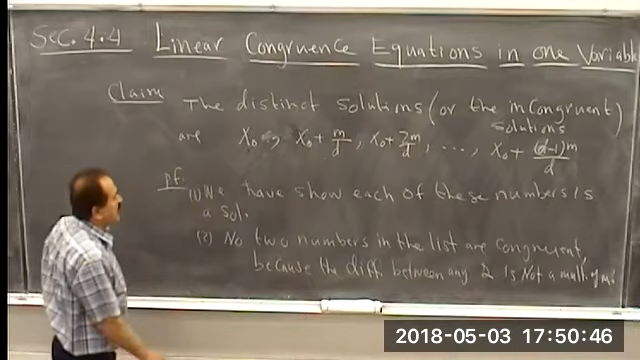 Sec. 4.4 Linear Congruence Equations in one Variable
Claim The distinct solutions (or the incongruent)
solutions
are X₀, X₀ + m/d, X₀ + 2m/d, ..., X₀ + (d-1)m/d
pf: (1) We have show each of these numbers is
a sol.
(2) No two numbers in the list are congruent,
because the diff. between any 2 is Not a mult. of m.
2018-05-03 17:50:46